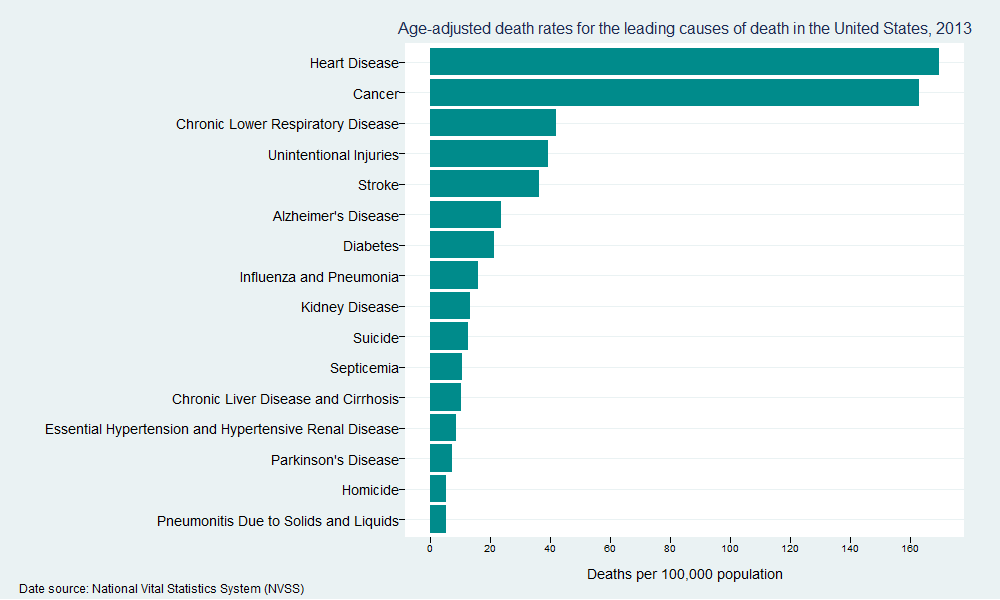 Age-adjusted death rates for the leading causes of death in the United States, 2013
Heart Disease
Cancer
Chronic Lower Respiratory Disease
Unintentional Injuries
Stroke
Alzheimer's Disease
Diabetes
Influenza and Pneumonia
Kidney Disease
Suicide
Septicemia
Chronic Liver Disease and Cirrhosis
Essential Hypertension and Hypertensive Renal Disease
Parkinson's Disease
Homicide
Pneumonitis Due to Solids and Liquids
0 20 40 60 80 100 120 140 160
Deaths per 100,000 population
Date source: National Vital Statistics System (NVSS)